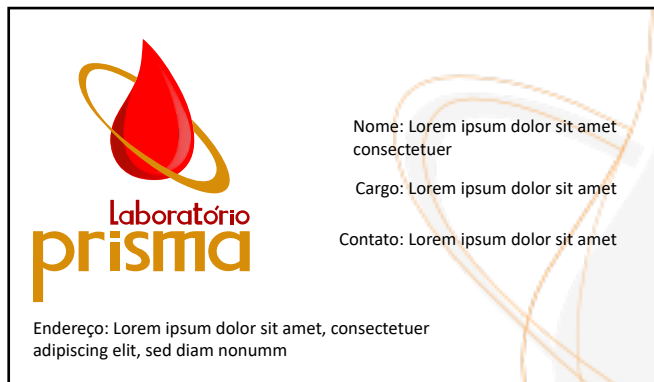 Laboratório
prisma
Nome: Lorem ipsum dolor sit amet
consectetuer
Cargo: Lorem ipsum dolor sit amet
Contato: Lorem ipsum dolor sit amet
Endereço: Lorem ipsum dolor sit amet, consectetuer
adipiscing elit, sed diam nonumm